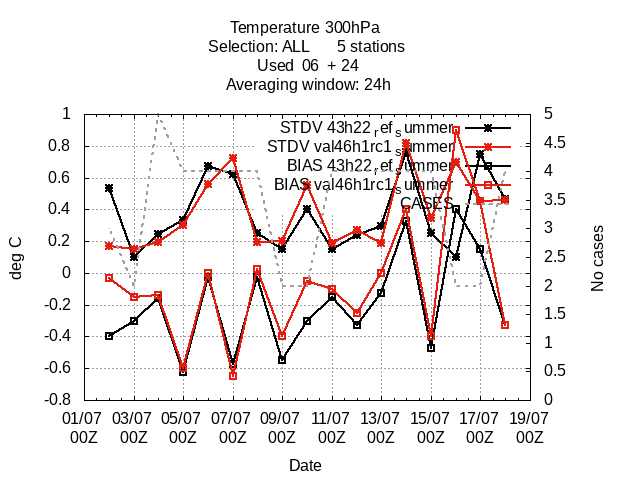 Temperature 300hPa
Selection: ALL 5 stations
Used 06 + 24
Averaging window: 24h
STDV 43h22_ref_summer
STDV val46h1rc1_summer
BIAS 43h22_ref_summer
BIAS val46h1rc1_summer
CASES
deg C
1
0.8
0.6
0.4
0.2
0
-0.2
-0.4
-0.6
-0.8
No cases
5
4.5
4
3.5
3
2.5
2
1.5
1
0.5
0
01/07 03/07 05/07 07/07 09/07 11/07 13/07 15/07 17/07 19/07
00Z 00Z 00Z 00Z 00Z 00Z 00Z 00Z 00Z 00Z
Date